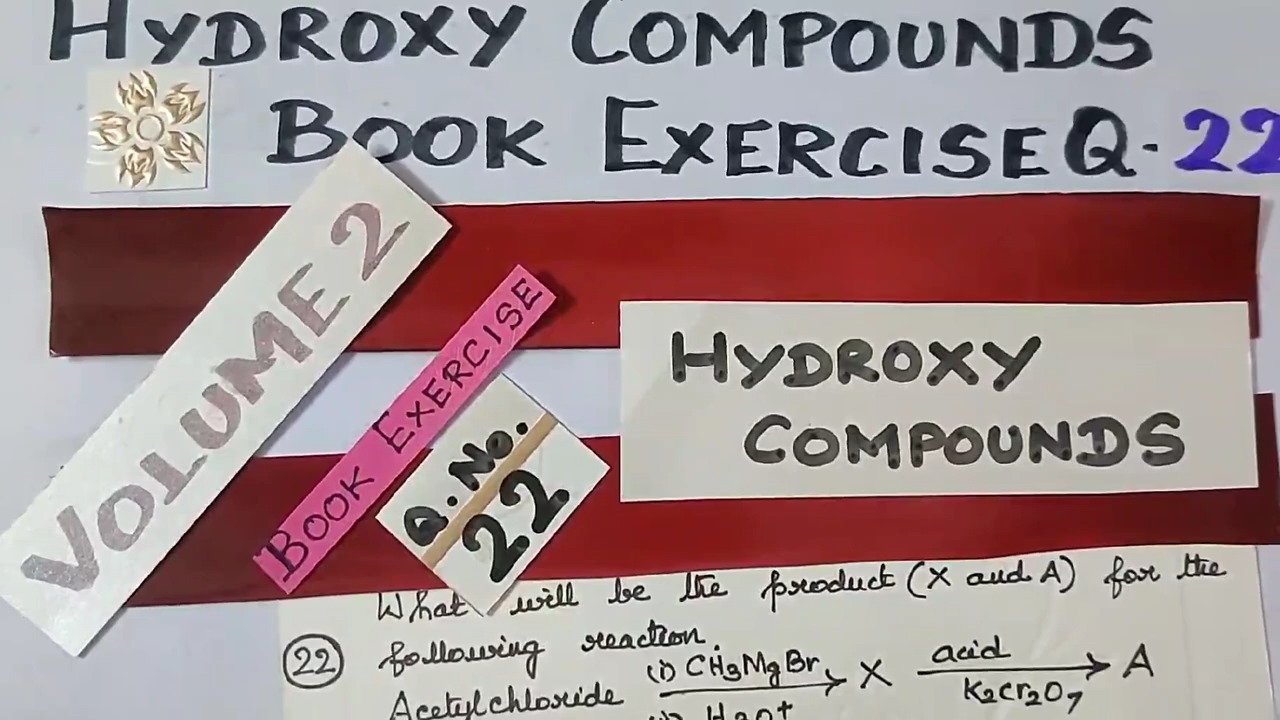 HYDROXY COMPOUNDS
BOOK EXERCISE Q-22
VOLUME 2
BOOK EXERCISE
Q.No.
22
HYDROXY
COMPOUNDS
What will be the product (X and A) for the
(22) following reaction.
Acetylchloride (i) CH3MgBr → X acid → A
K2Cr2O7